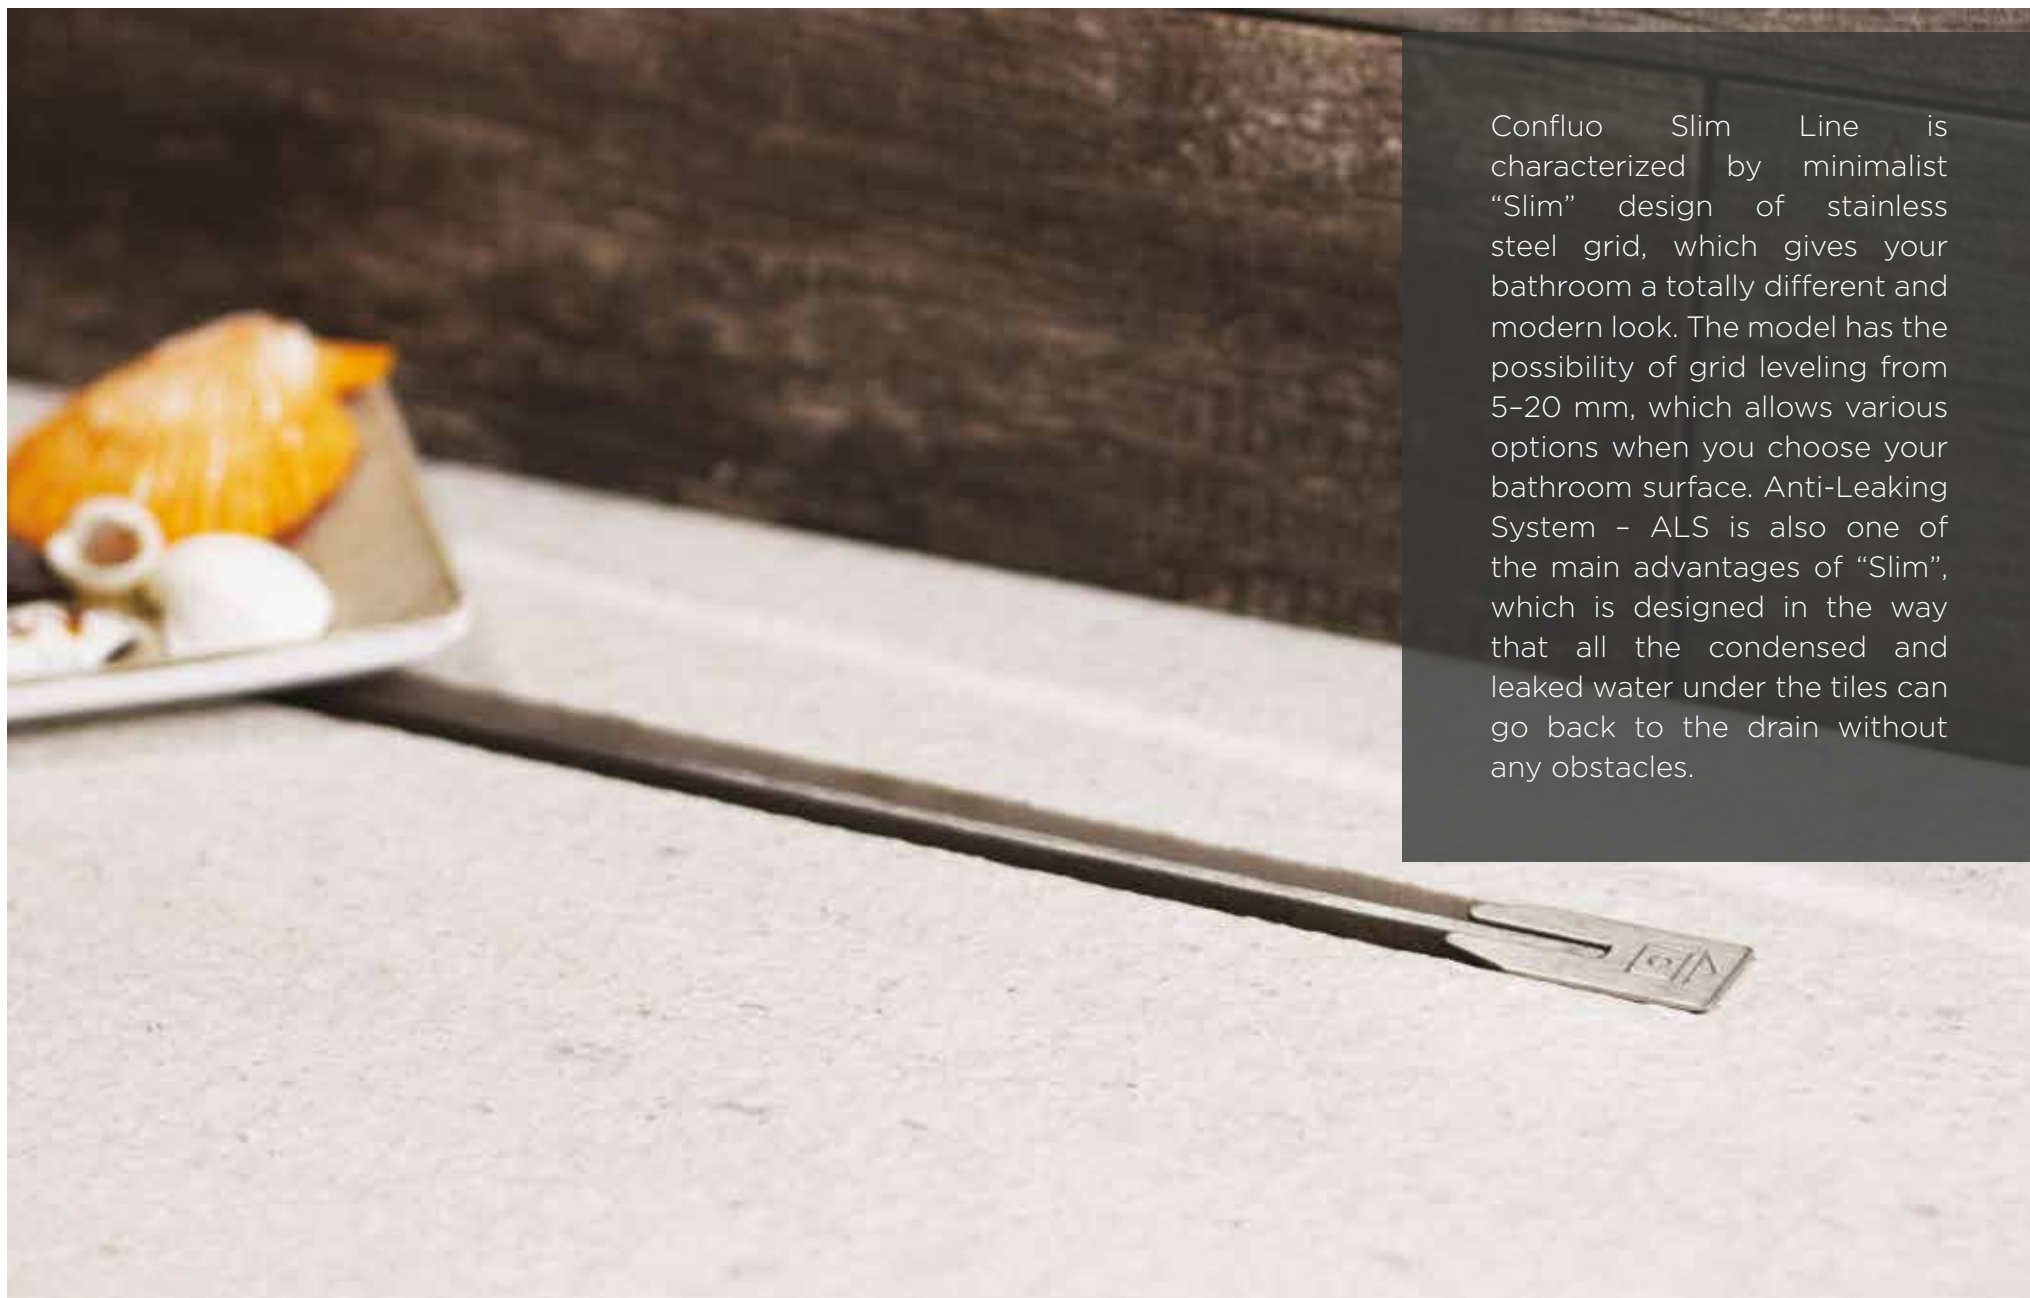 Confluo Slim Line is
characterized by minimalist
“Slim” design of stainless
steel grid, which gives your
bathroom a totally different and
modern look. The model has the
possibility of grid leveling from
5–20 mm, which allows various
options when you choose your
bathroom surface. Anti-Leaking
System – ALS is also one of
the main advantages of “Slim”,
which is designed in the way
that all the condensed and
leaked water under the tiles can
go back to the drain without
any obstacles.